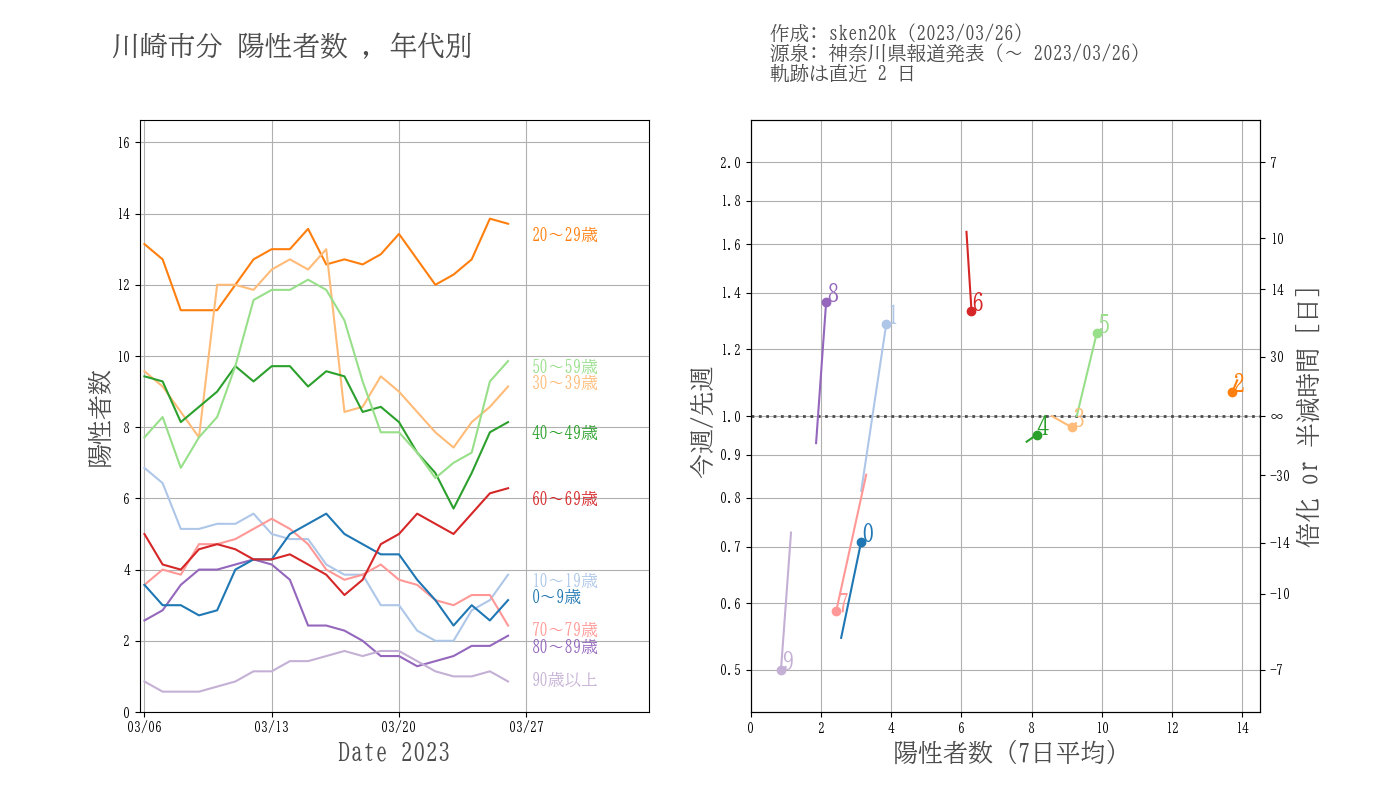 川崎市分 陽性者数 , 年代別
作成: sken20k (2023/03/26)
源泉: 神奈川県報道発表 (〜 2023/03/26)
軌跡は直近 2 日
陽性者数
16
14
12
10
8
6
4
2
0
20〜29歳
50〜59歳
30〜39歳
40〜49歳
60〜69歳
10〜19歳
0〜9歳
70〜79歳
80〜89歳
90歳以上
03/06 03/13 03/20 03/27
Date 2023
今週/先週
2.0
1.8
1.6
1.4
1.2
1.0
0.9
0.8
0.7
0.6
0.5
8
1
6
5
2
3
4
0
7
9
0 2 4 6 8 10 12 14
陽性者数 (7日平均)
7
10
14
30
∞
-30
-14
-10
-7
倍化 or 半減時間 [日]